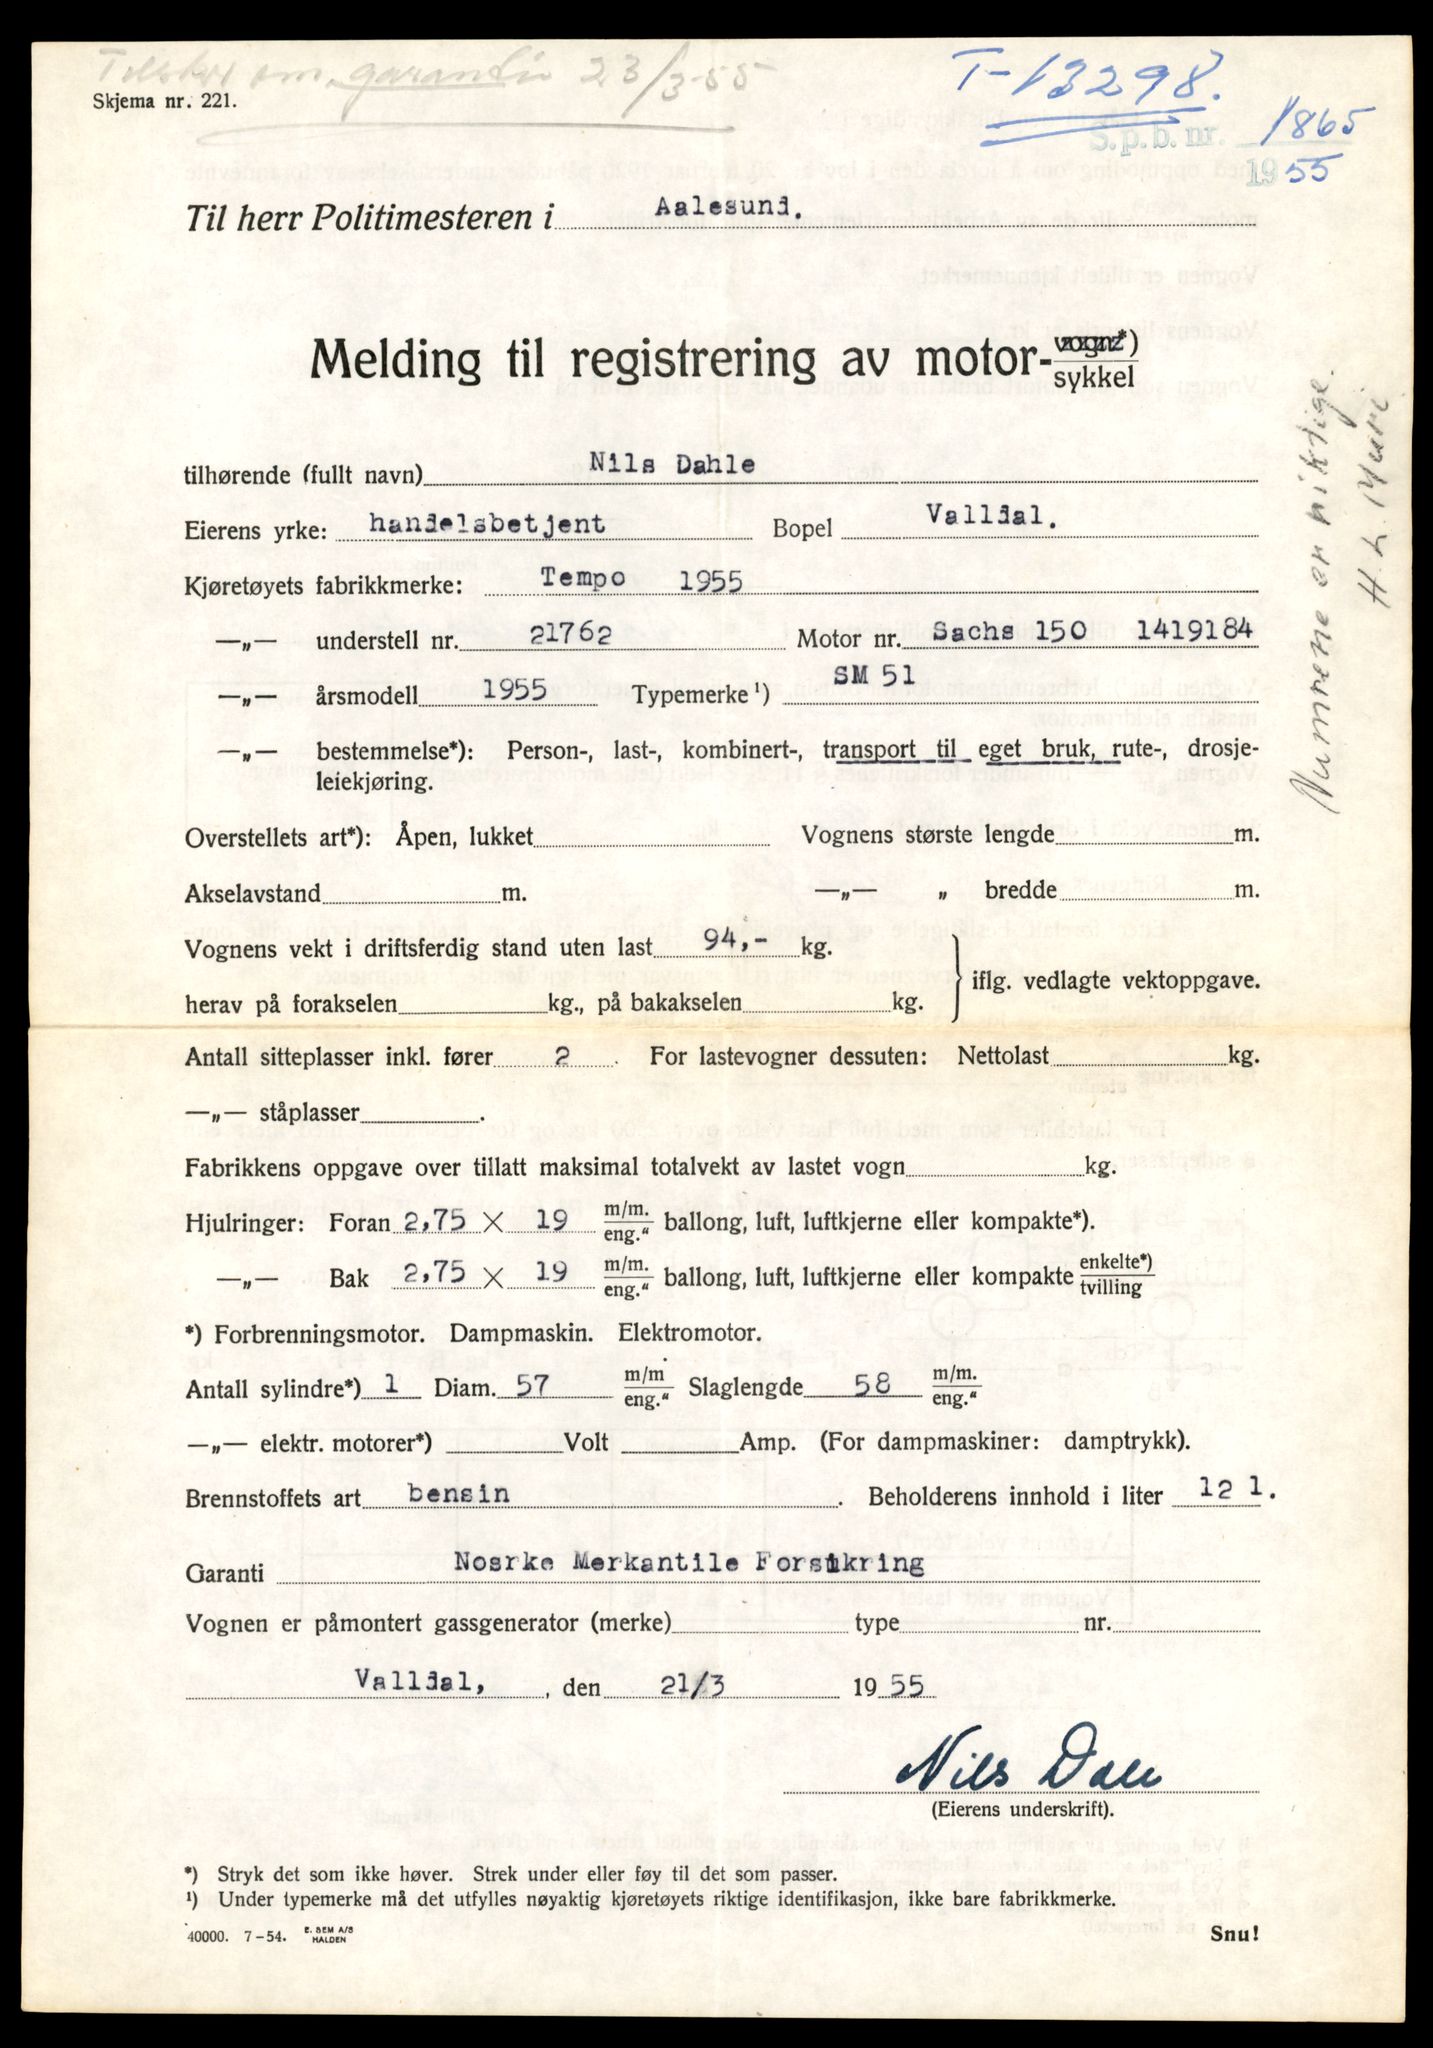 Tilskr om garanti 23/3-55
T-13298.
Skjema nr. 221.
S.p.b.nr. 1865
1955
Til herr Politimesteren i Aalesund.
Melding til registrering av motor-vogn*)
sykkel
tilhørende (fullt navn) Nils Dahle
Eierens yrke: handelsbetjent Bopel Valldal.
Kjøretøyets fabrikkmerke: Tempo 1955
—„— understell nr. 21762 Motor nr. Sachs 150 1419184
—„— årsmodell 1955 Typemerke ¹) SM 51
—„— bestemmelse*): Person-, last-, kombinert-, transport til eget bruk, rute-, drosje-
leiekjøring.
Overstellets art*): Åpen, lukket Vognens største lengde m.
Akselavstand m. —„— „ bredde m.
Vognens vekt i driftsferdig stand uten last 94,- kg.
herav på forakselen kg., på bakakselen kg. iflg. vedlagte vektoppgave.
Antall sitteplasser inkl. fører 2 . For lastevogner dessuten: Nettolast kg.
—„— ståplasser .
Fabrikkens oppgave over tillatt maksimal totalvekt av lastet vogn kg.
Hjulringer: Foran 2,75 X 19 m/m. eng.“ ballong, luft, luftkjerne eller kompakte*).
—„— Bak 2,75 X 19 m/m. eng.“ ballong, luft, luftkjerne eller kompakte enkelte*) tvilling
*) Forbrenningsmotor. Dampmaskin. Elektromotor.
Antall sylindre*) 1 Diam. 57 m/m eng.“ Slaglengde 58 m/m. eng.“
—„— elektr. motorer*) Volt Amp. (For dampmaskiner: damptrykk).
Brennstoffets art bensin . Beholderens innhold i liter 12 l.
Garanti Nosrke Merkantile Forsikring
Vognen er påmontert gassgenerator (merke) type nr.
Valldal, , den 21/3 1955
Nils Dale
(Eierens underskrift).
*) Stryk det som ikke høver. Strek under eller føy til det som passer.
¹) Under typemerke må det utfylles nøyaktig kjøretøyets riktige identifikasjon, ikke bare fabrikkmerke.
40000. 7-54. E. SEM A/S
HALDEN
Snu!
Numrene er riktige.
H. L. Muri